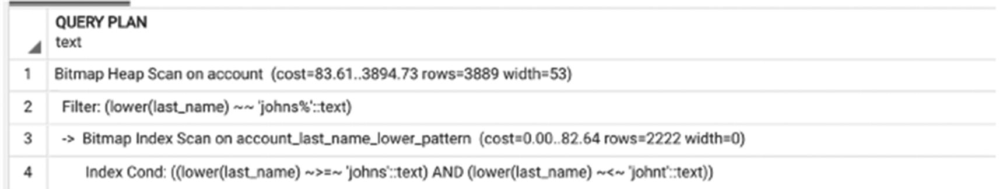 QUERY PLAN
text
1 Bitmap Heap Scan on account (cost=83.61..3894.73 rows=3889 width=53)
2 Filter: (lower(last_name) ~~ 'johns%'::text)
3 -> Bitmap Index Scan on account_last_name_lower_pattern (cost=0.00..82.64 rows=2222 width=0)
4 Index Cond: ((lower(last_name) ~>=~ 'johns'::text) AND (lower(last_name) ~<~ 'johnt'::text))